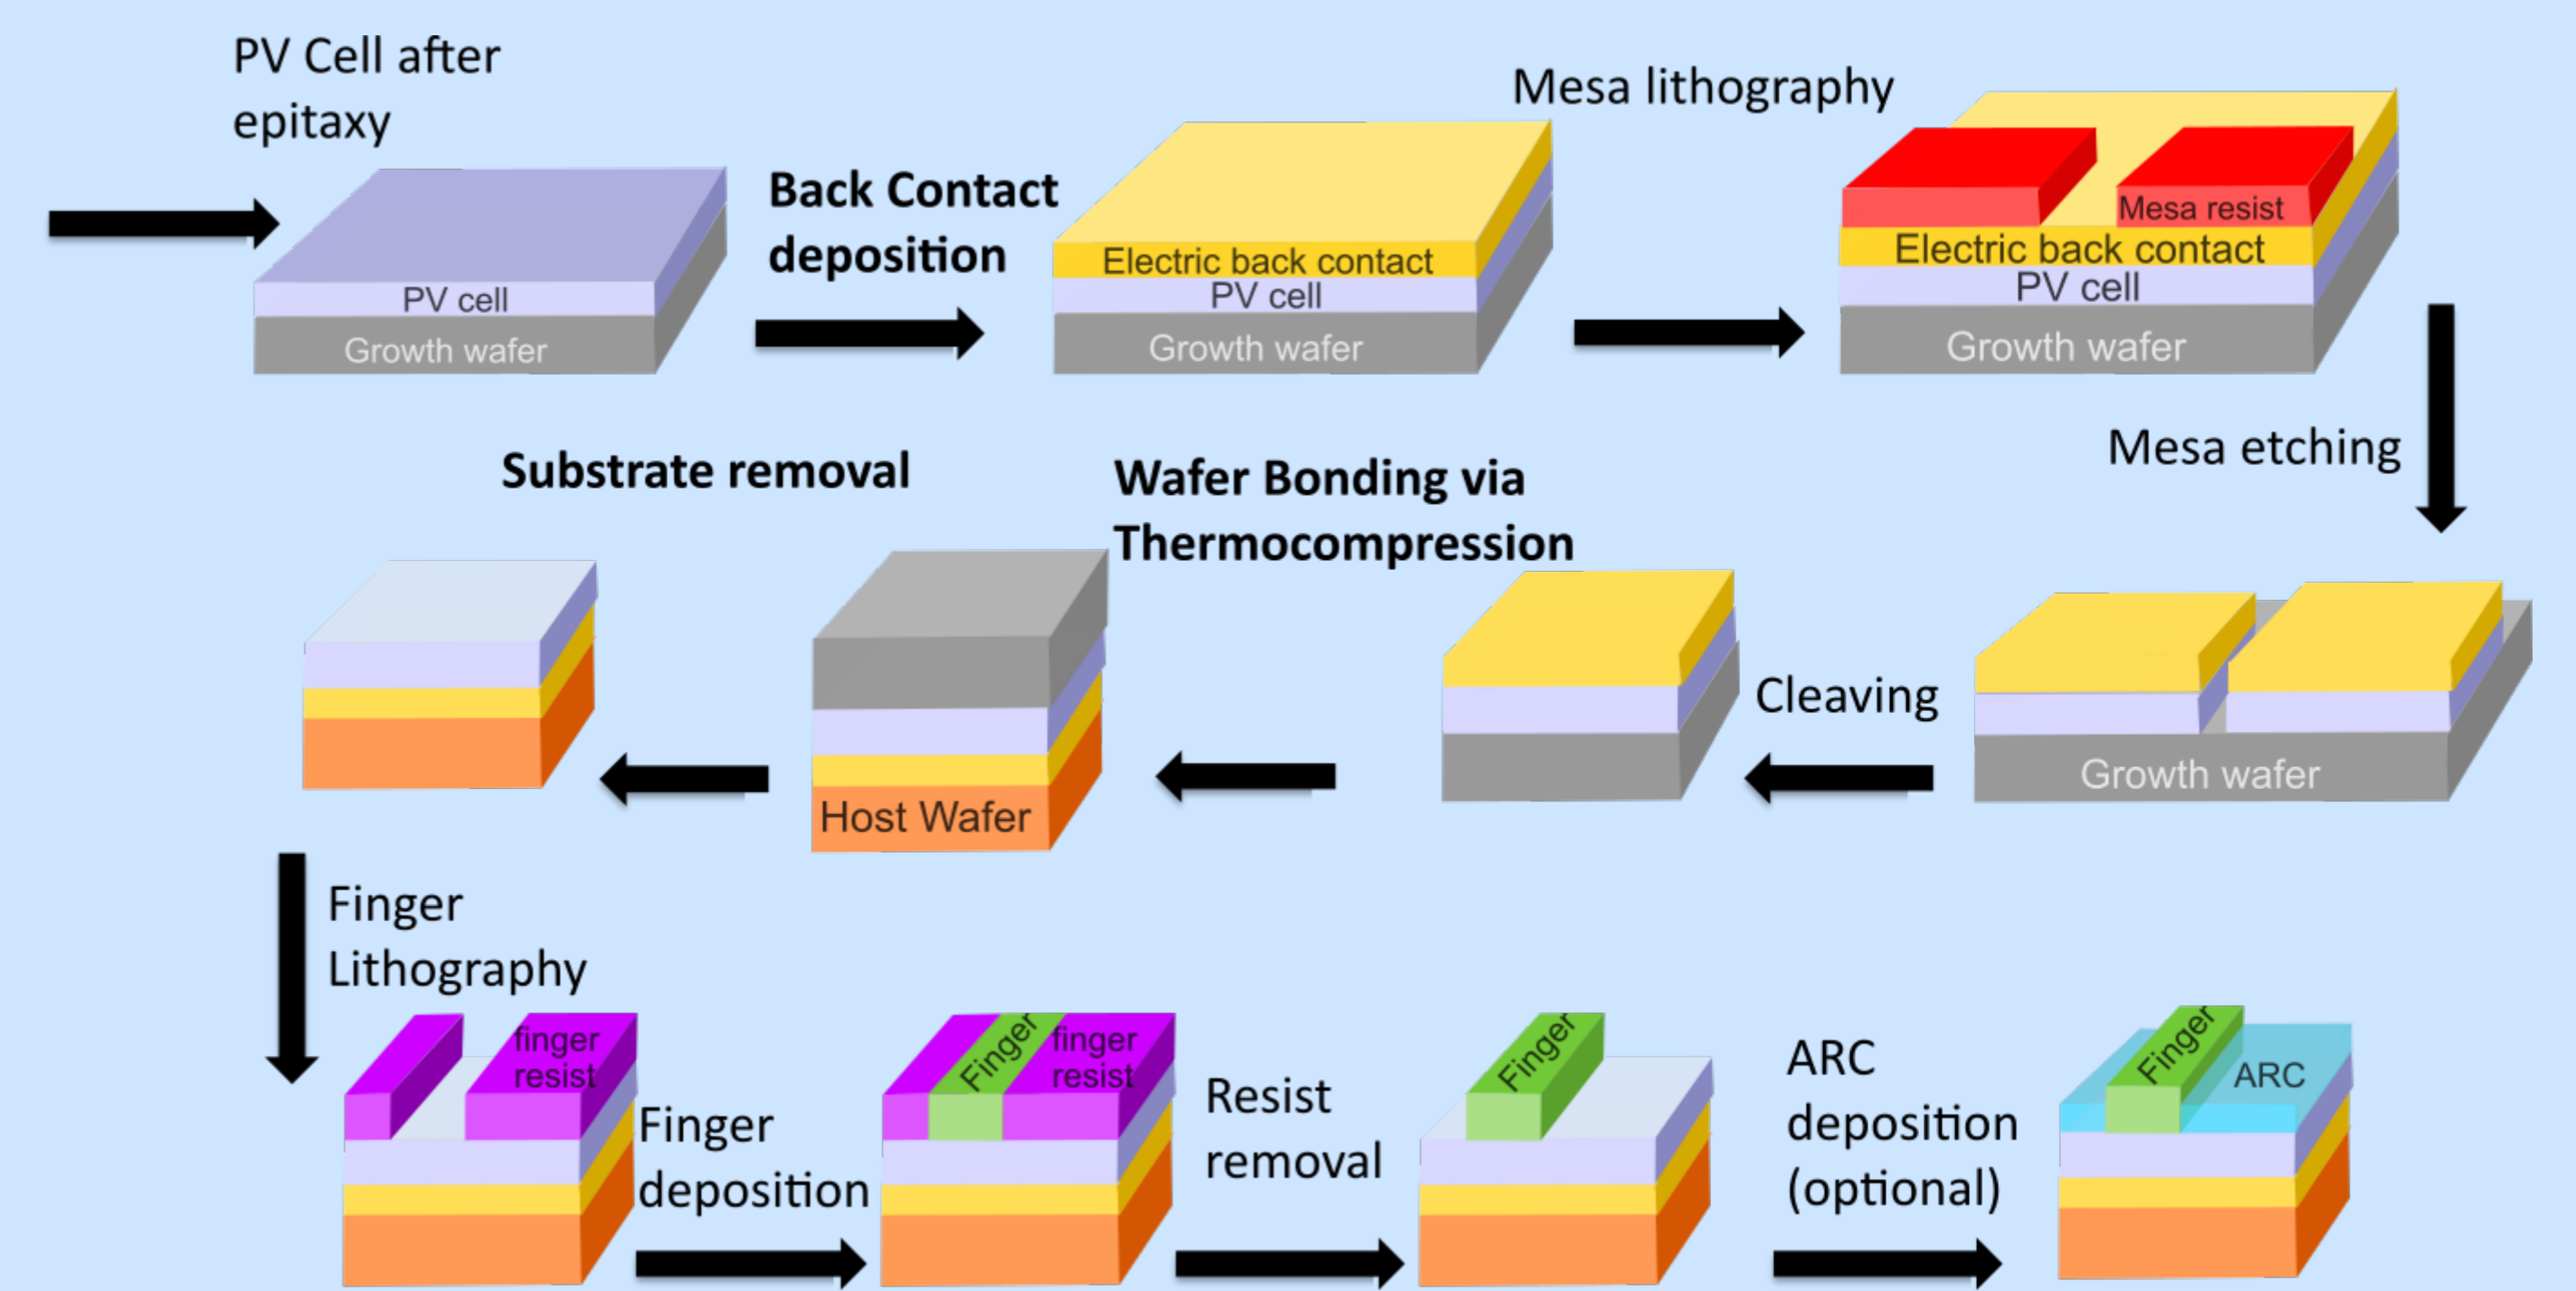 PV Cell after
epitaxy
PV cell
Growth wafer
Back Contact
deposition
Electric back contact
PV cell
Growth wafer
Mesa lithography
Mesa resist
Electric back contact
PV cell
Growth wafer
Mesa etching
Growth wafer
Cleaving
Wafer Bonding via
Thermocompression
Host Wafer
Substrate removal
Finger
Lithography
finger
resist
Finger
deposition
Finger
finger
resist
Resist
removal
Finger
ARC
deposition
(optional)
Finger
ARC